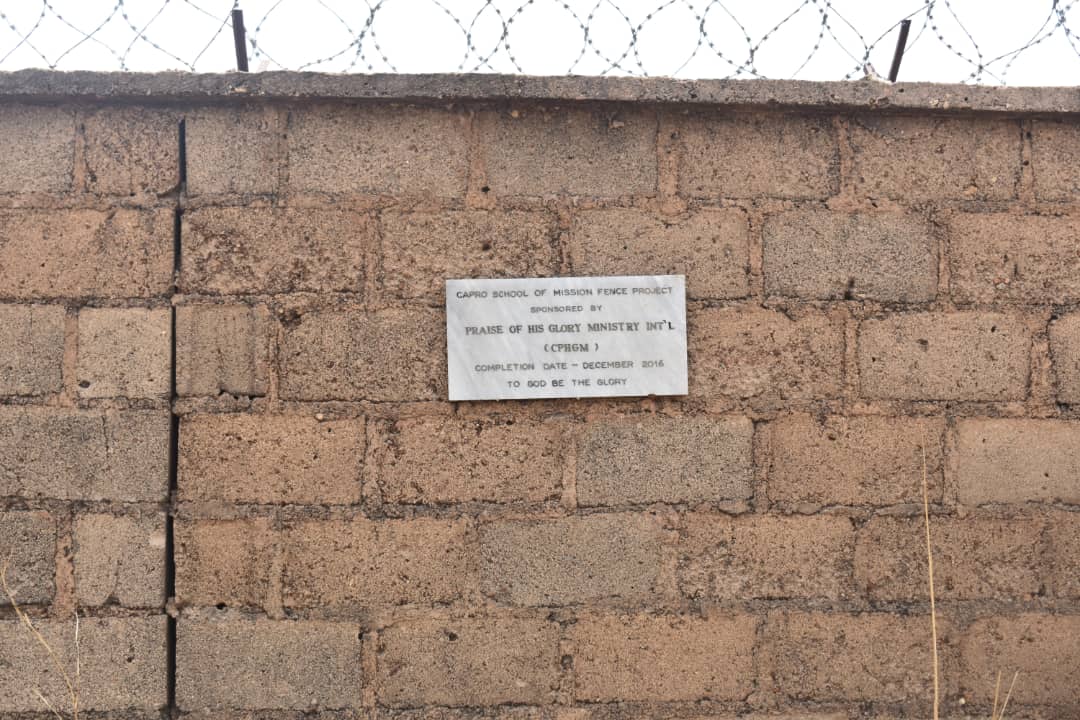 CAPRO SCHOOL OF MISSION FENCE PROJECT
SPONSORED BY
PRAISE OF HIS GLORY MINISTRY INT'L
(CPHGM)
COMPLETION DATE - DECEMBER 2016
TO GOD BE THE GLORY